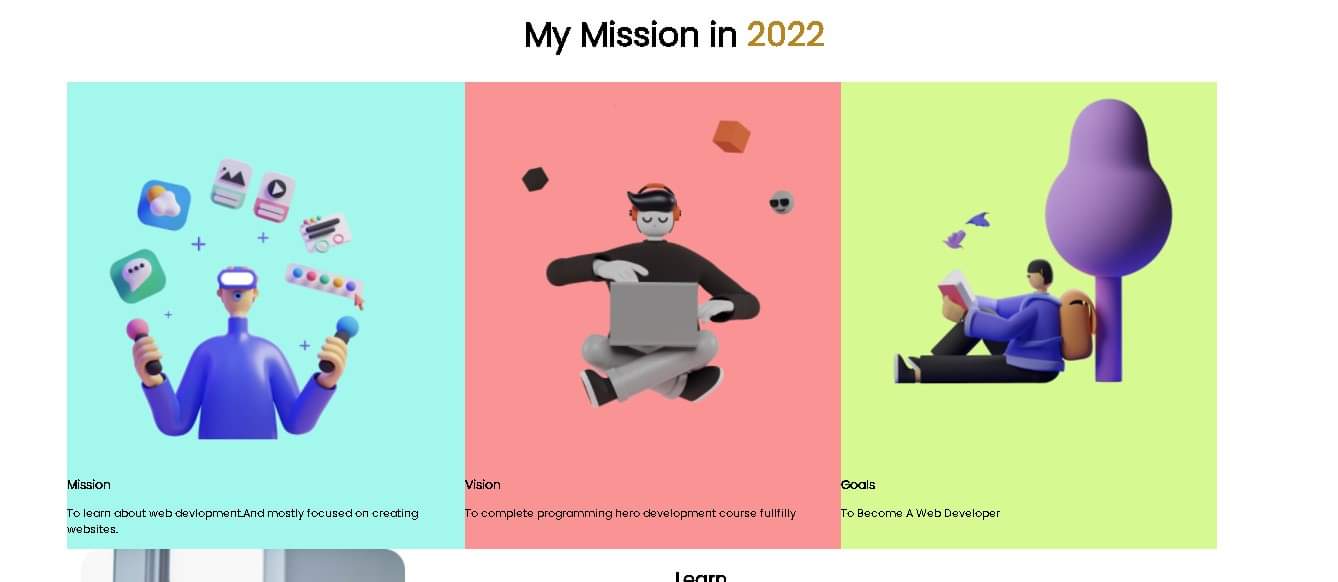 My Mission in 2022
Mission
To learn about web devlopment.And mostly focused on creating
websites.
Vision
To complete programming hero development course fullfilly
Goals
To Become A Web Developer
Learn